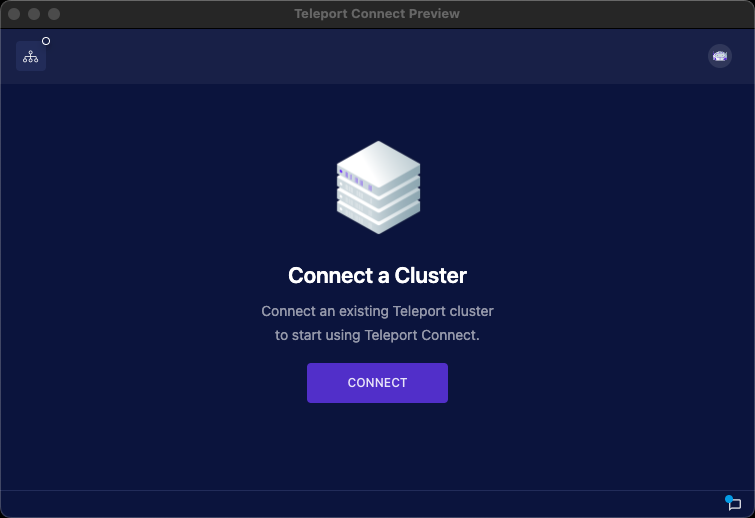 Teleport Connect Preview
Connect a Cluster
Connect an existing Teleport cluster
to start using Teleport Connect.
CONNECT